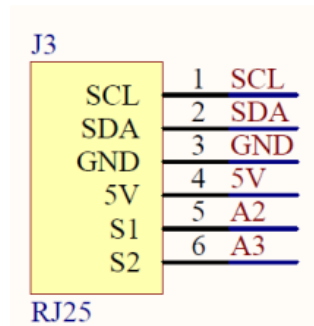 J3
SCL 1 SCL
SDA 2 SDA
GND 3 GND
5V 4 5V
S1 5 A2
S2 6 A3
RJ25